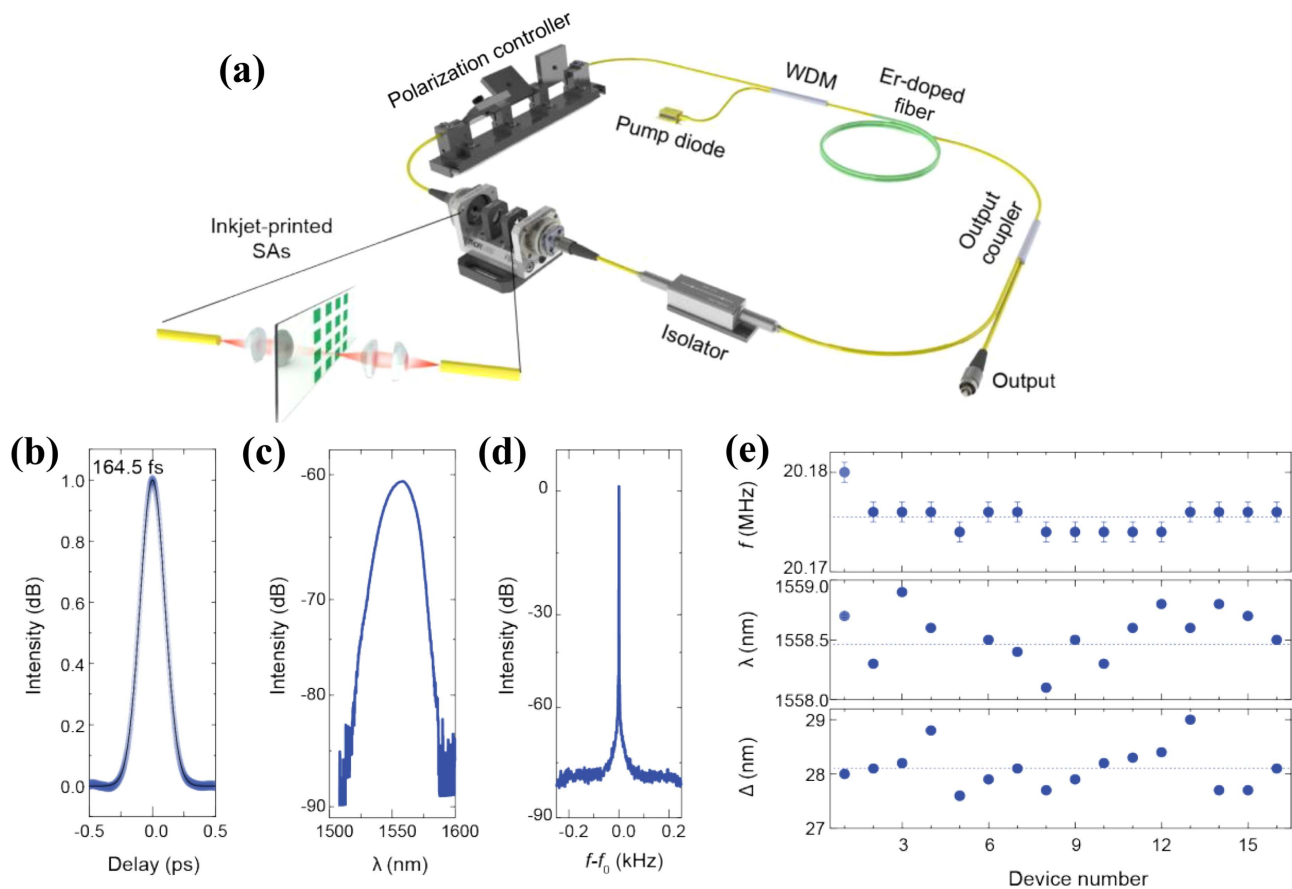 (a)
Polarization controller
WDM
Er-doped
fiber
Pump diode
Output
coupler
Inkjet-printed
SAs
Isolator
Output
(b)
164.5 fs
Intensity (dB)
1.0
0.8
0.6
0.4
0.2
0.0
-0.5
0.0
0.5
Delay (ps)
(c)
Intensity (dB)
-60
-70
-80
-90
1500
1550
1600
λ (nm)
(d)
Intensity (dB)
0
-30
-60
-90
-0.2
0.0
0.2
f-f0 (kHz)
(e)
f (MHz)
20.18
20.17
λ (nm)
1559.0
1558.5
1558.0
Δ (nm)
29
28
27
3
6
9
12
15
Device number